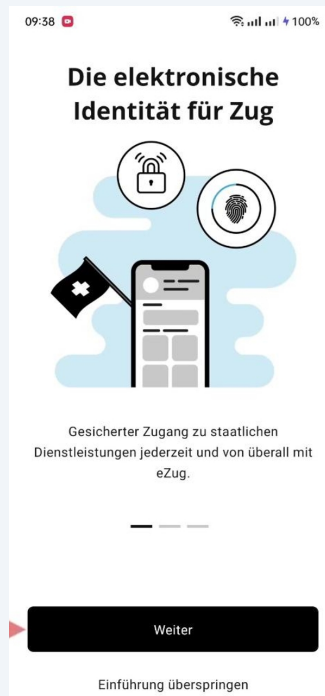 09:38
100%
Die elektronische
Identität für Zug
Gesicherter Zugang zu staatlichen
Dienstleistungen jederzeit und von überall mit
eZug.
Weiter
Einführung überspringen